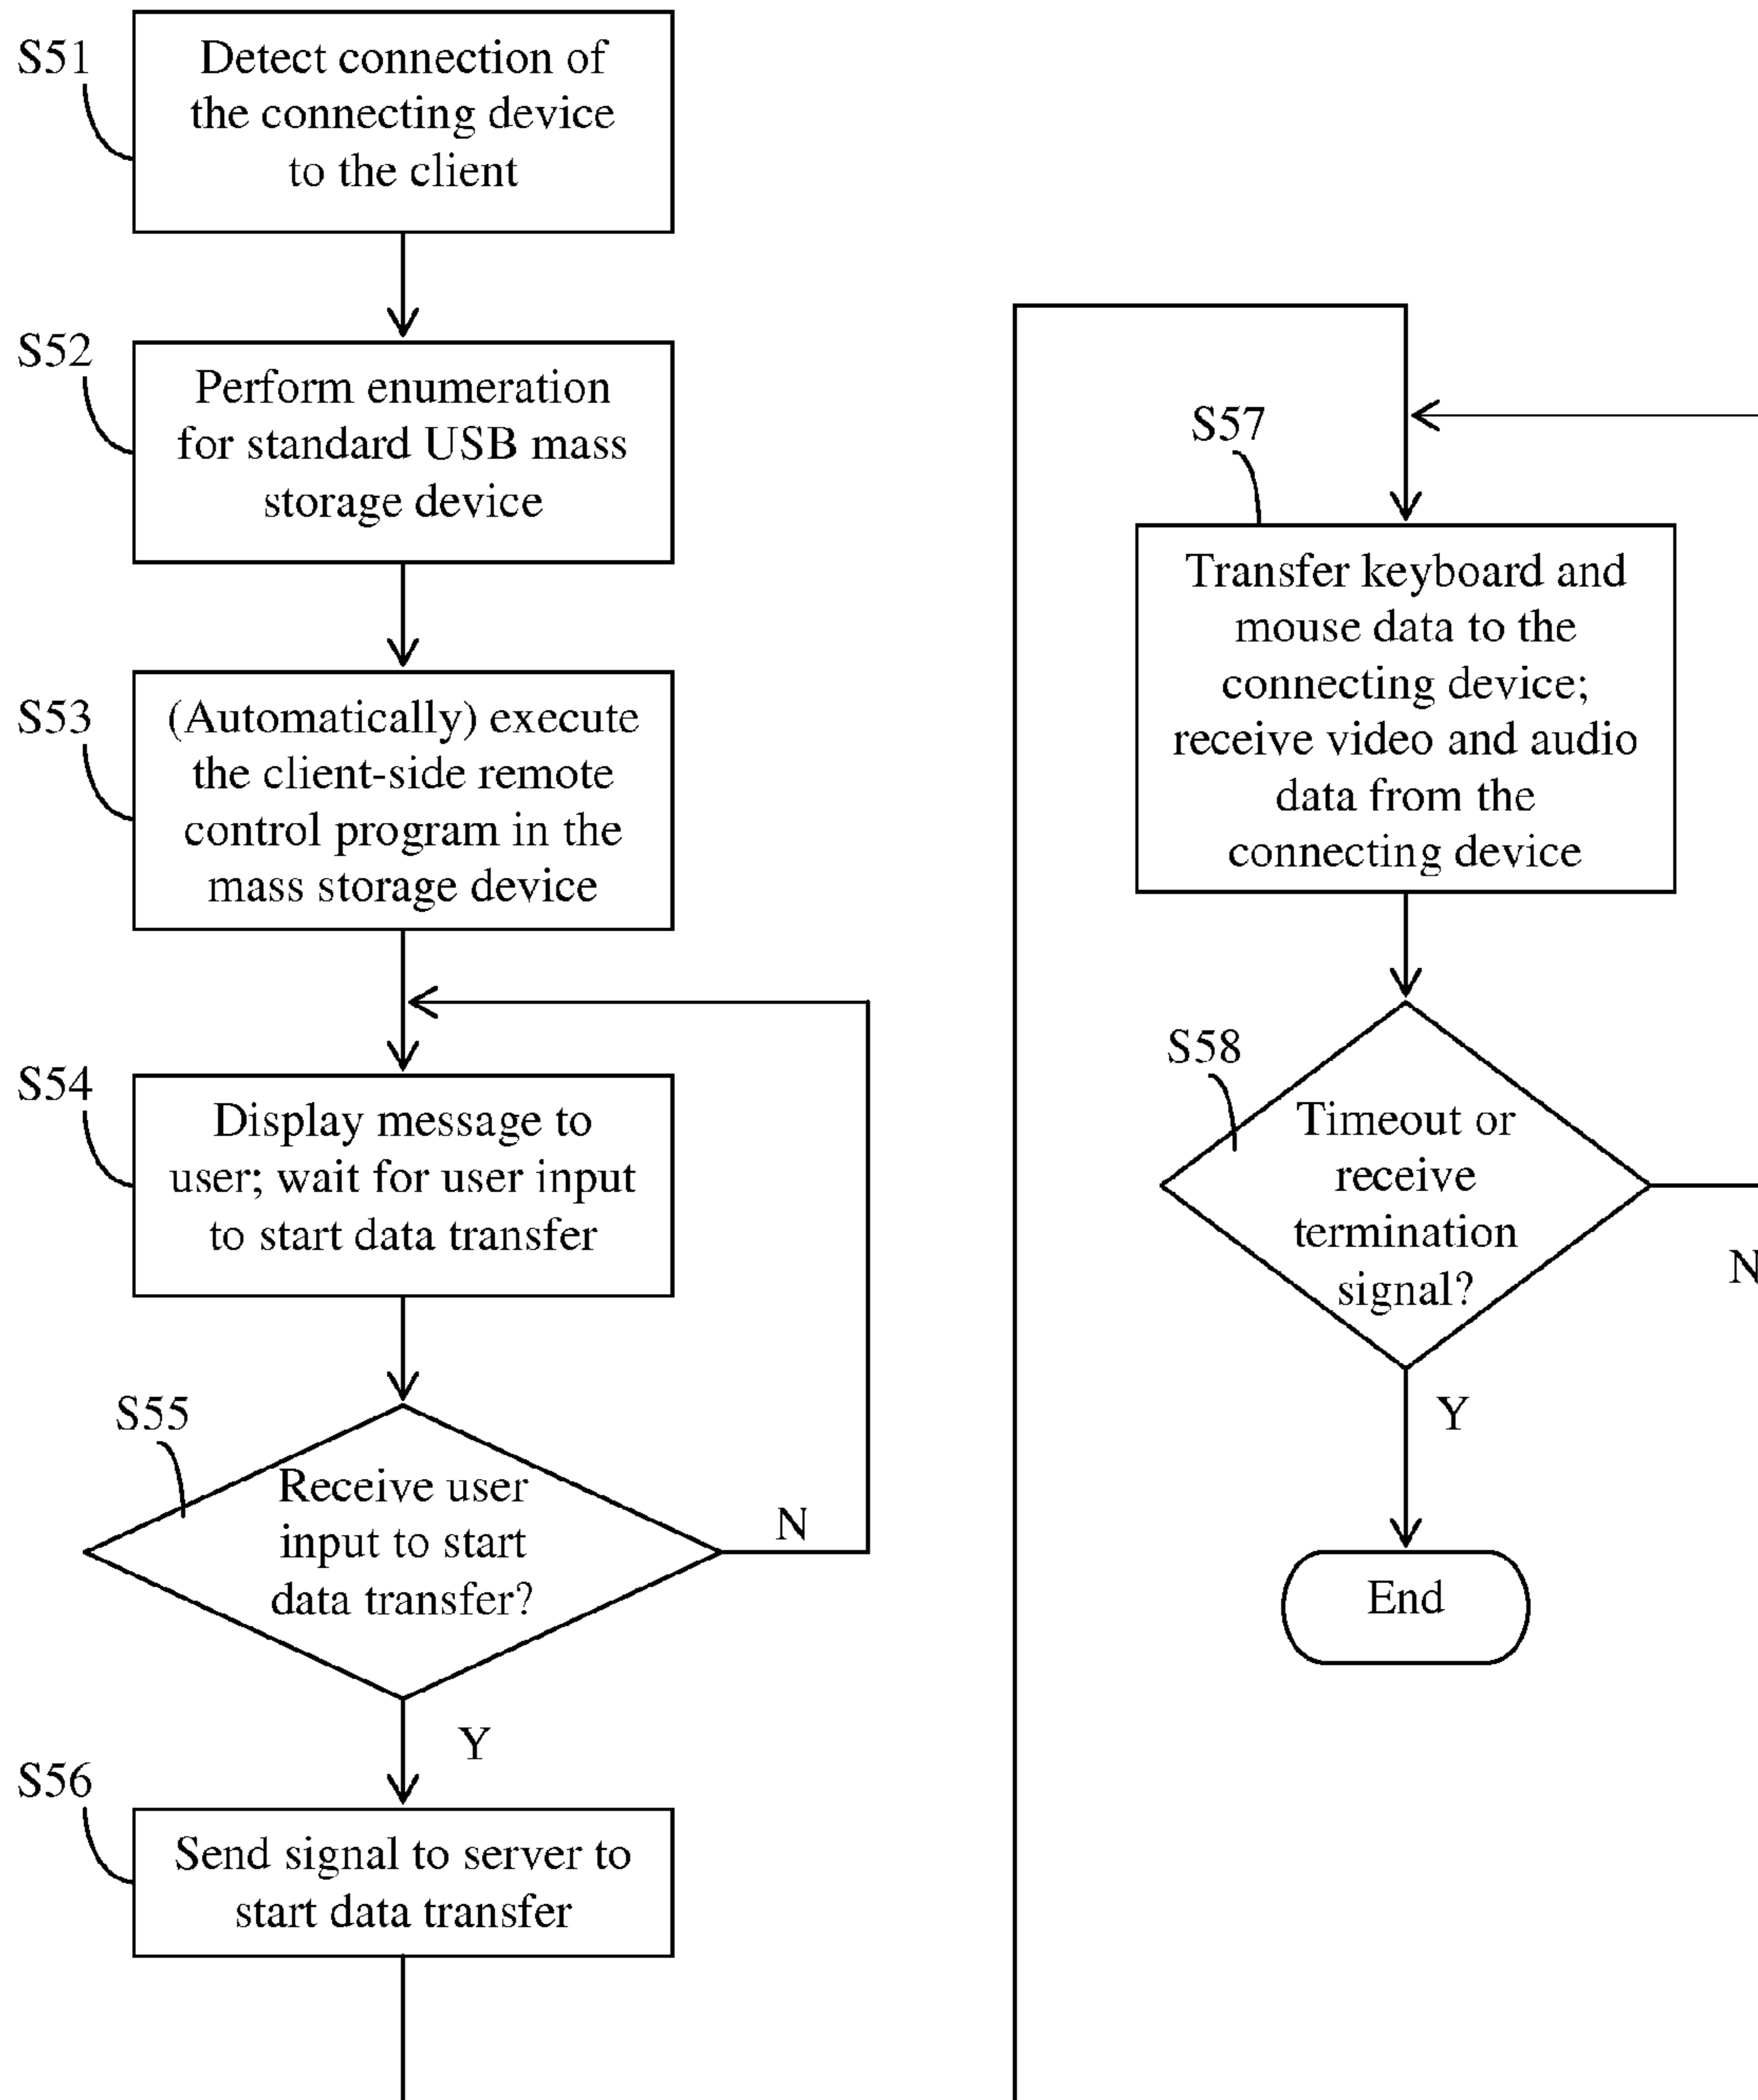 S51
Detect connection of
the connecting device
to the client
S52
Perform enumeration
for standard USB mass
storage device
S53
(Automatically) execute
the client-side remote
control program in the
mass storage device
S54
Display message to
user; wait for user input
to start data transfer
S55
Receive user
input to start
data transfer?
N
Y
S56
Send signal to server to
start data transfer
S57
Transfer keyboard and
mouse data to the
connecting device;
receive video and audio
data from the
connecting device
S58
Timeout or
receive
termination
signal?
N
Y
End